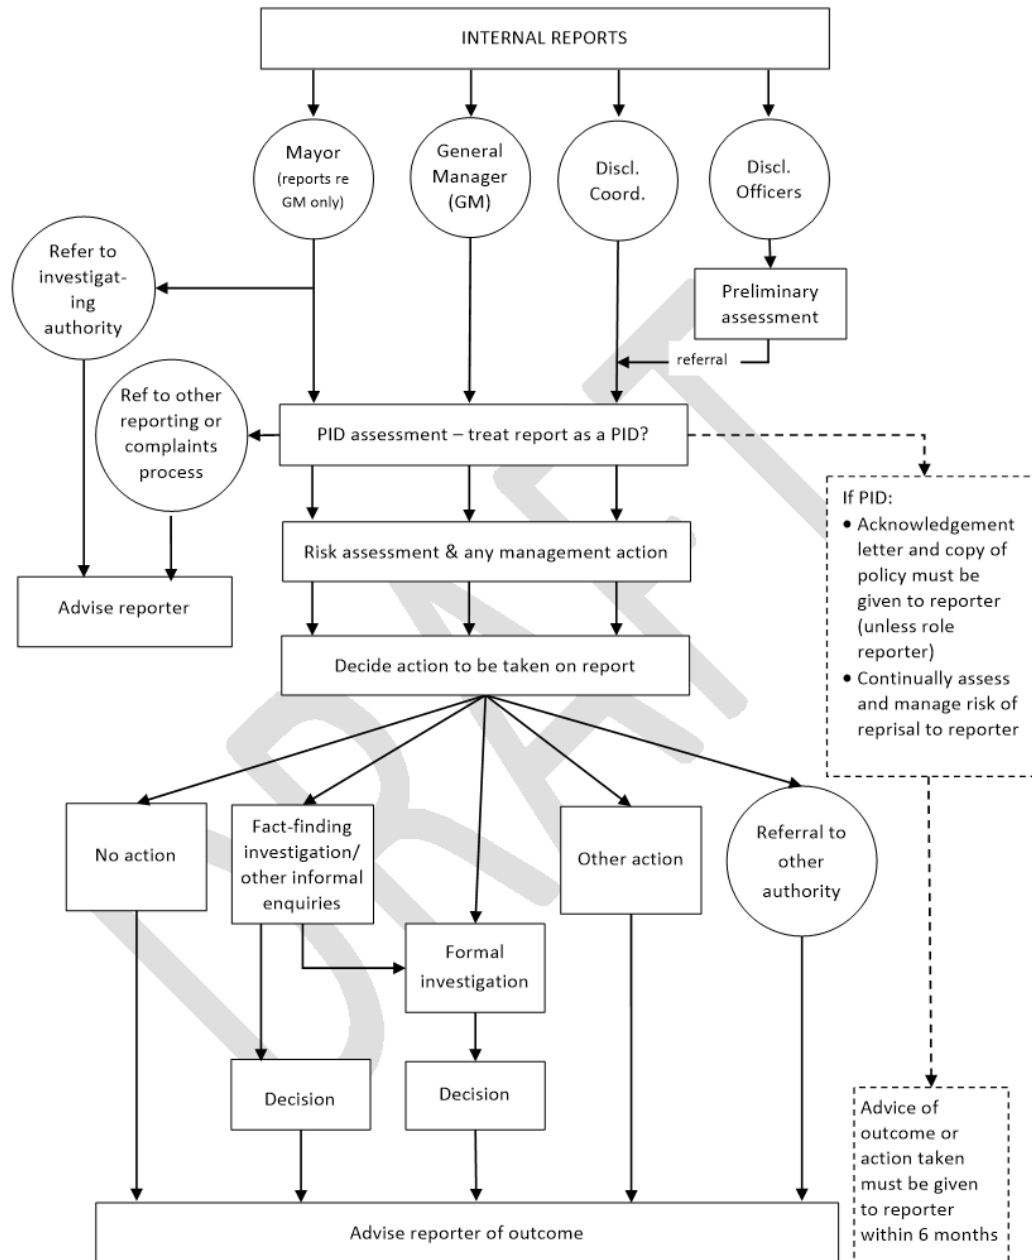 INTERNAL REPORTS
Mayor
(reports re
GM only)
General
Manager
(GM)
Discl.
Coord.
Discl.
Officers
Refer to
investigat-
ing
authority
Preliminary
assessment
referral
Ref to other
reporting or
complaints
process
PID assessment – treat report as a PID?
If PID:
• Acknowledgement
letter and copy of
policy must be
given to reporter
(unless role
reporter)
• Continually assess
and manage risk of
reprisal to reporter
Risk assessment & any management action
Advise reporter
Decide action to be taken on report
No action
Fact-finding
investigation/
other informal
enquiries
Other action
Referral to
other
authority
Formal
investigation
Decision
Decision
Advice of
outcome or
action taken
must be given
to reporter
within 6 months
Advise reporter of outcome
DRAFT